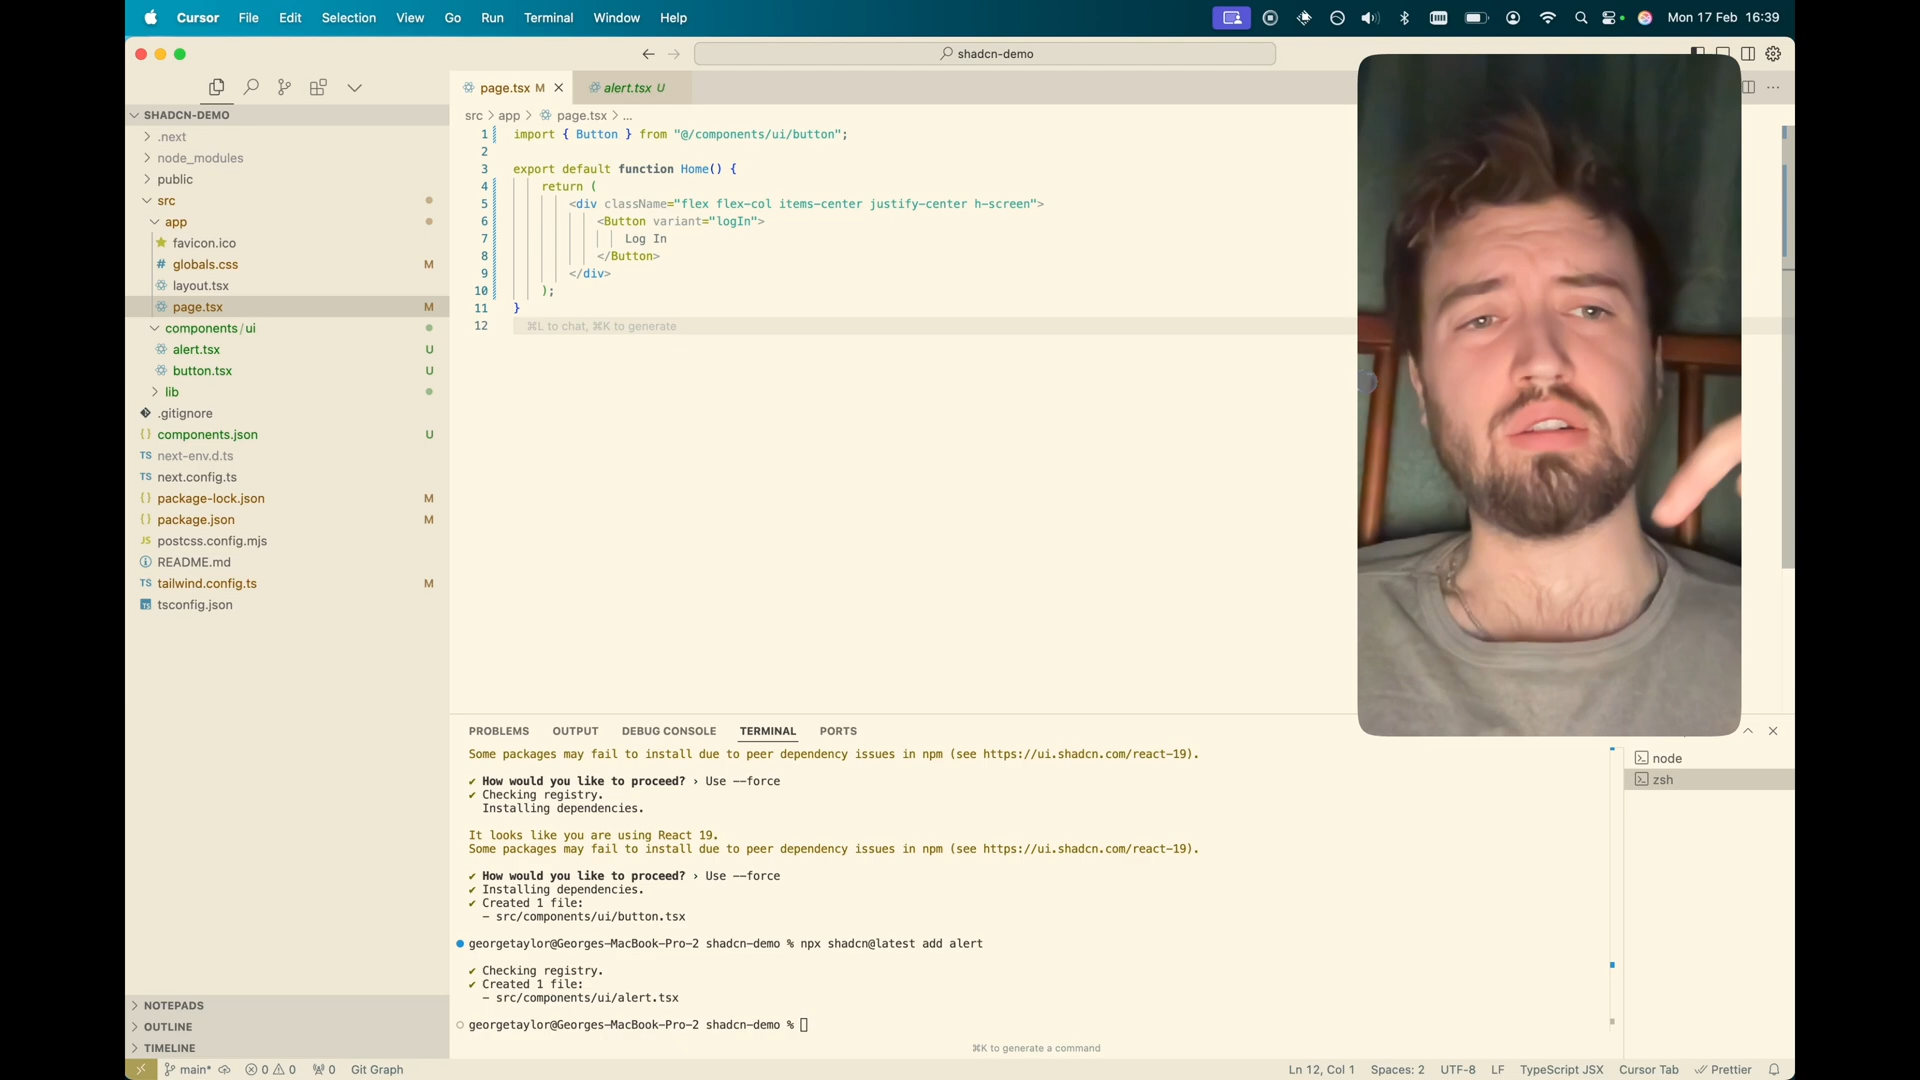 Cursor File Edit Selection View Go Run Terminal Window Help Mon 17 Feb 16:39
shadcn-demo
page.tsx M alert.tsx U
SHADCN-DEMO
.next
node_modules
public
src
app
favicon.ico
globals.css M
layout.tsx
page.tsx M
components/ui
alert.tsx U
button.tsx U
lib
.gitignore
components.json U
next-env.d.ts
next.config.ts
package-lock.json M
package.json M
postcss.config.mjs
README.md
tailwind.config.ts M
tsconfig.json
NOTEPADS
OUTLINE
TIMELINE
src > app > page.tsx > ...
1 import { Button } from "@/components/ui/button";
2
3 export default function Home() {
4 return (
5 <div className="flex flex-col items-center justify-center h-screen">
6 <Button variant="logIn">
7 Log In
8 </Button>
9 </div>
10 );
11 }
12 ⌘L to chat, ⌘K to generate
PROBLEMS OUTPUT DEBUG CONSOLE TERMINAL PORTS
Some packages may fail to install due to peer dependency issues in npm (see https://ui.shadcn.com/react-19).
✔ How would you like to proceed? › Use --force
✔ Checking registry.
Installing dependencies.
It looks like you are using React 19.
Some packages may fail to install due to peer dependency issues in npm (see https://ui.shadcn.com/react-19).
✔ How would you like to proceed? › Use --force
✔ Installing dependencies.
✔ Created 1 file:
- src/components/ui/button.tsx
georgetaylor@Georges-MacBook-Pro-2 shadcn-demo % npx shadcn@latest add alert
✔ Checking registry.
✔ Created 1 file:
- src/components/ui/alert.tsx
georgetaylor@Georges-MacBook-Pro-2 shadcn-demo %
⌘K to generate a command
node
zsh
main* 0 0 0 Git Graph Ln 12, Col 1 Spaces: 2 UTF-8 LF TypeScript JSX Cursor Tab Prettier